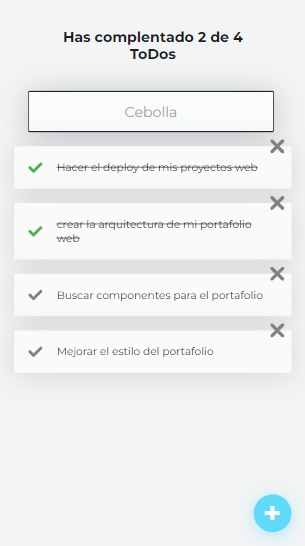 Has complentado 2 de 4
ToDos
Cebolla
Hacer el deploy de mis proyectos web
crear la arquitectura de mi portafolio
web
Buscar componentes para el portafolio
Mejorar el estilo del portafolio